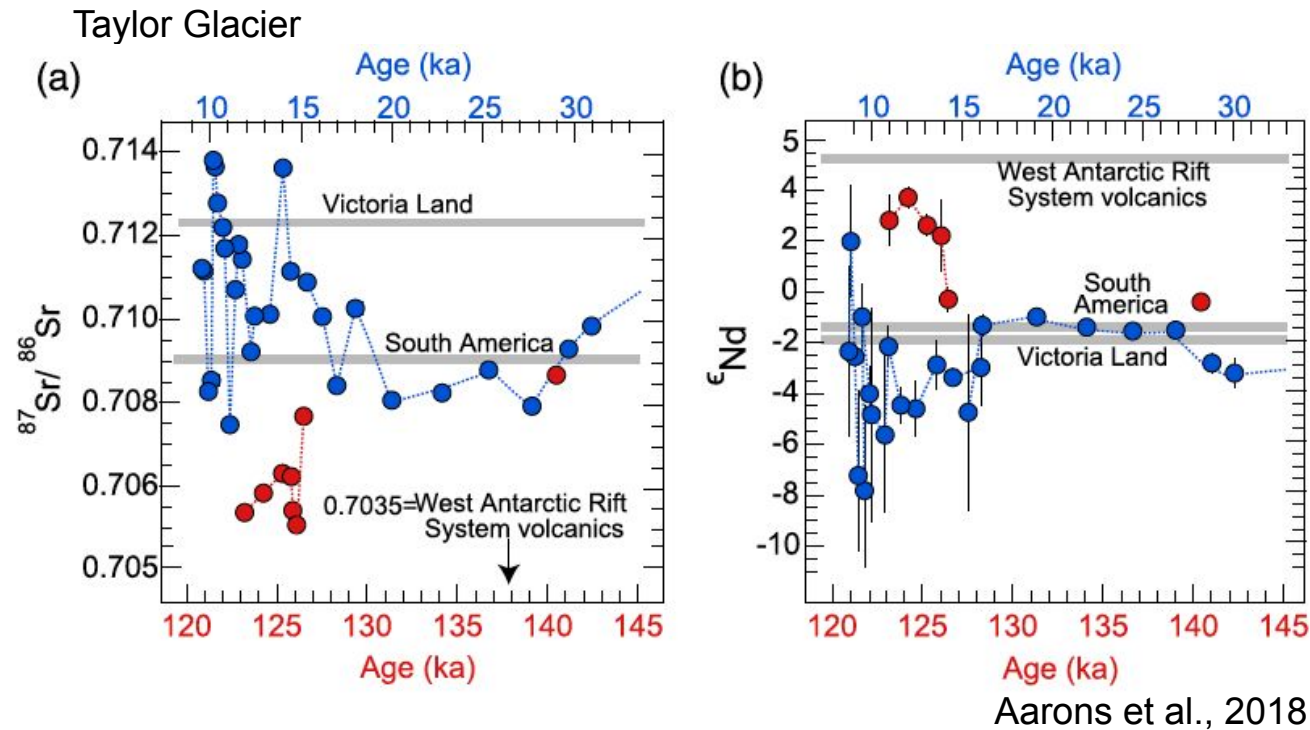 Taylor Glacier
(a)
Age (ka)
10 15 20 25 30
0.714
0.712
0.710
0.708
0.706
0.705
87Sr/ 86Sr
Victoria Land
South America
0.7035=West Antarctic Rift
System volcanics
120 125 130 135 140 145
Age (ka)
(b)
Age (ka)
10 15 20 25 30
5
4
2
0
-2
-4
-6
-8
-10
εNd
West Antarctic Rift
System volcanics
South
America
Victoria Land
120 125 130 135 140 145
Age (ka)
Aarons et al., 2018